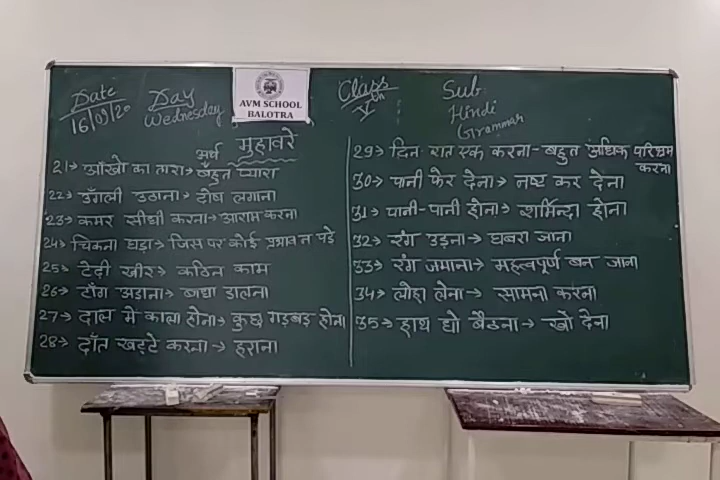 Date
16/09/20
Day
Wednesday
AVM SCHOOL
BALOTRA
Class
Sub:
Hindi
Grammar
अर्थ मुहावरे
21→ आँखो का तारा→ बहुत प्यारा
22→ उँगली उठाना→ दोष लगाना
23→ कमर सीधी करना→ आराम करना
24→ चिकना घड़ा→ जिस पर कोई प्रभाव न पड़े
25→ टेढ़ी खीर→ कठिन काम
26→ टाँग अड़ाना→ बाधा डालना
27→ दाल मे काला होना→ कुछ गड़बड़ होना
28→ दाँत खट्टे करना→ हराना
29→ दिन रात एक करना- बहुत अधिक परिश्रम
करना
30→ पानी फेर देना→ नष्ट कर देना
31→ पानी-पानी होना→ शर्मिन्दा होना
32→ रंग उड़ना→ घबरा जाना
33→ रंग जमाना→ महत्वपूर्ण बन जाना
34→ लोहा लेना→ सामना करना
35→ हाथ धो बैठना→ खो देना